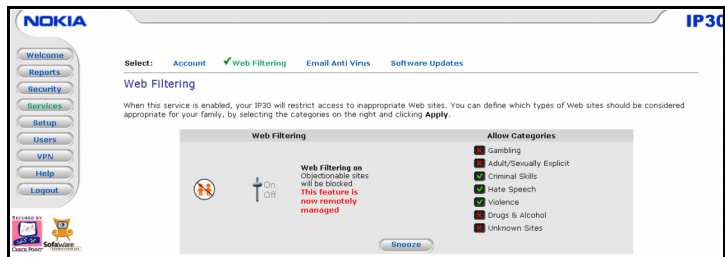 NOKIA
IP30
Welcome
Reports
Security
Services
Setup
Users
VPN
Help
Logout
SECURED BY
CHECK POINT
SofaWare
Select: Account Web Filtering Email Anti Virus Software Updates
Web Filtering
When this service is enabled, your IP30 will restrict access to inappropriate Web sites. You can define which types of Web sites should be considered
appropriate for your family, by selecting the categories on the right and clicking Apply.
Web Filtering
On
Off
Web Filtering on
Objectionable sites
will be blocked
This feature is
now remotely
managed
Allow Categories
Gambling
Adult/Sexually Explicit
Criminal Skills
Hate Speech
Violence
Drugs & Alcohol
Unknown Sites
Snooze